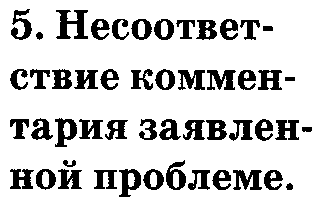 5. Несоответ-
ствие коммен-
тария заявлен-
ной проблеме.